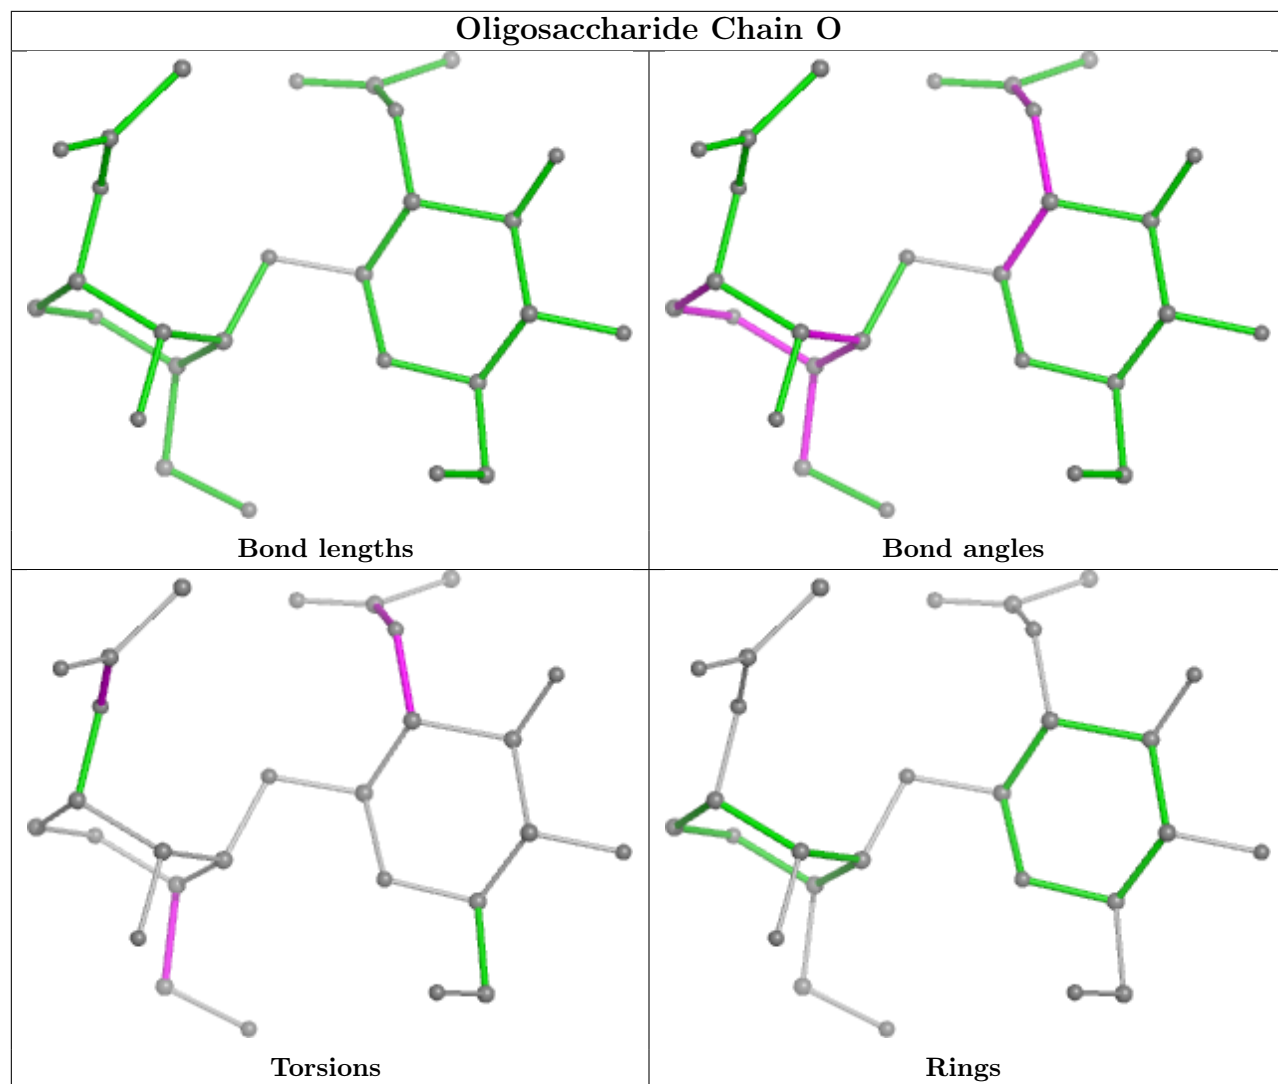 Oligosaccharide Chain O
Bond lengths
Bond angles
Torsions
Rings